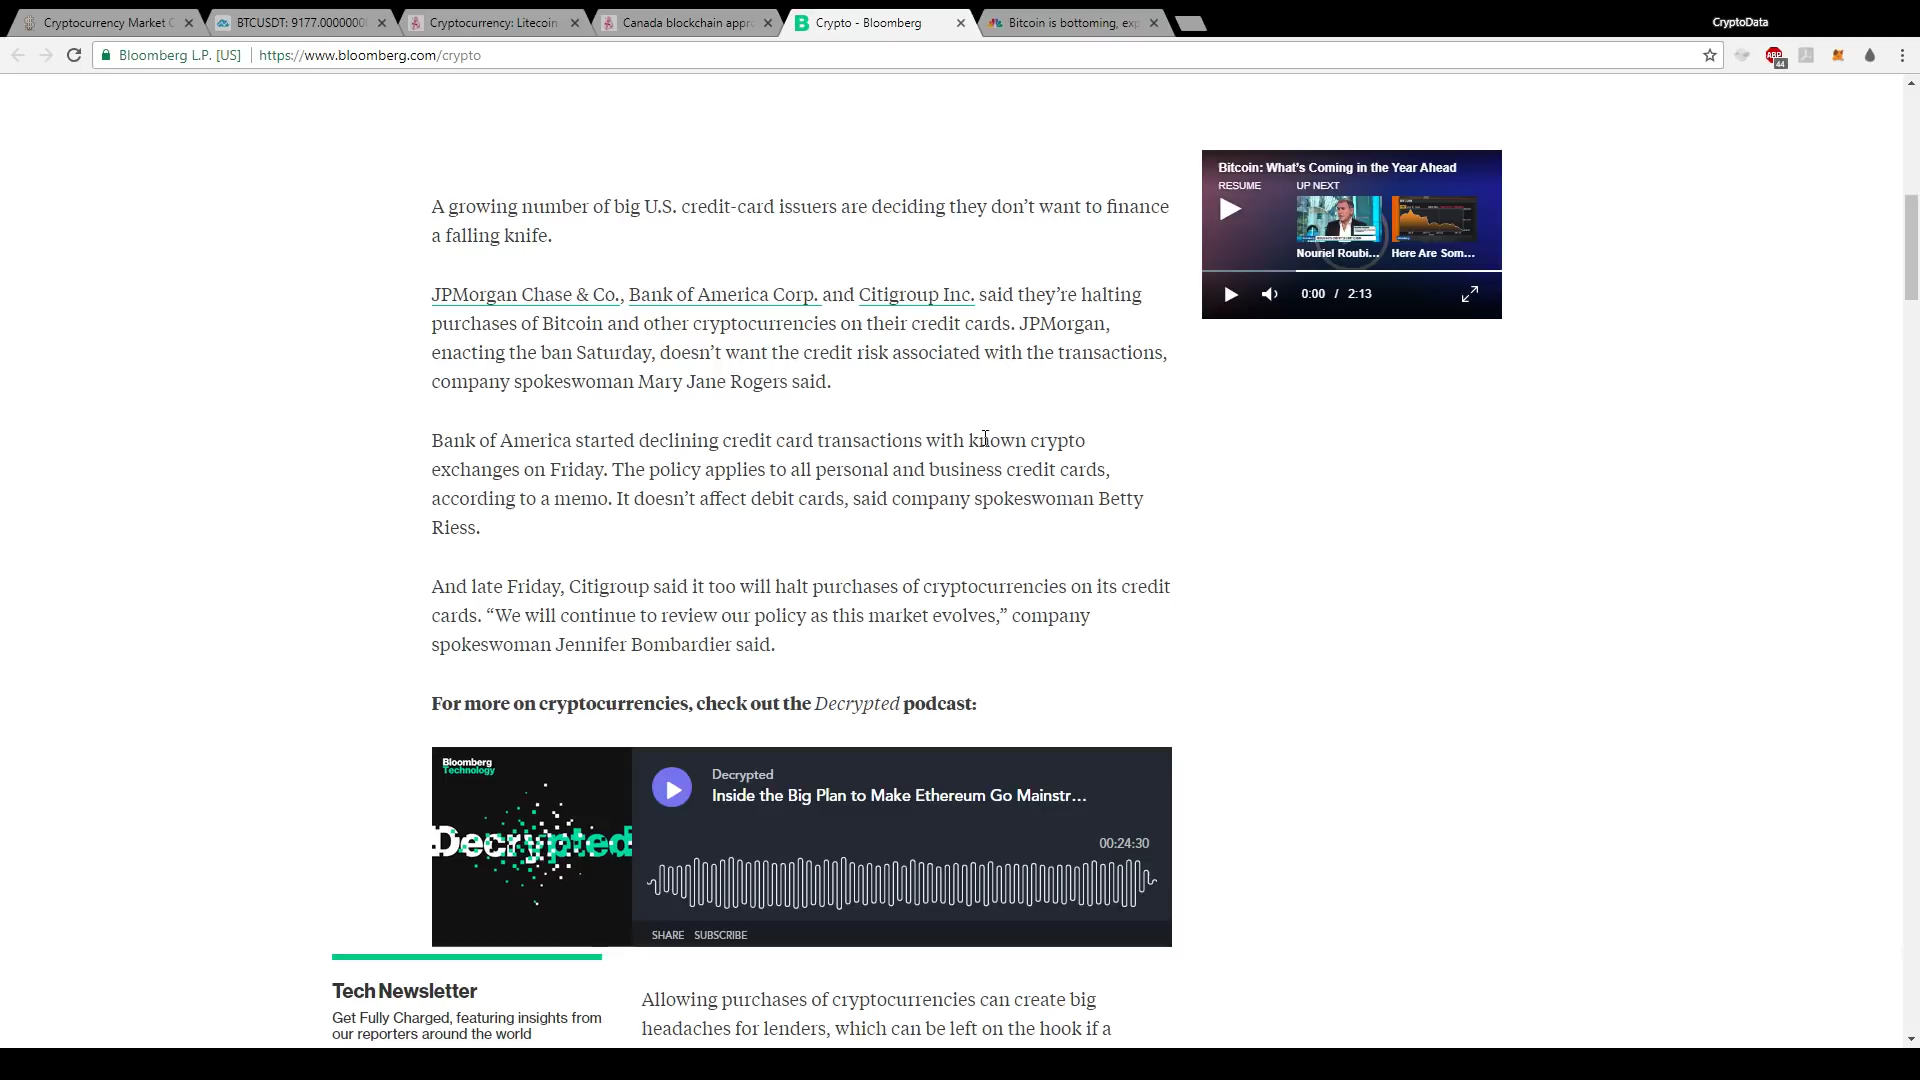 Cryptocurrency Market C
BTCUSDT: 9177.0000000
Cryptocurrency: Litecoin
Canada blockchain appr
Crypto - Bloomberg
Bitcoin is bottoming, exp
CryptoData
Bloomberg L.P. [US]
https://www.bloomberg.com/crypto
ABP
44
A growing number of big U.S. credit-card issuers are deciding they don’t want to finance
a falling knife.
JPMorgan Chase & Co., Bank of America Corp. and Citigroup Inc. said they’re halting
purchases of Bitcoin and other cryptocurrencies on their credit cards. JPMorgan,
enacting the ban Saturday, doesn’t want the credit risk associated with the transactions,
company spokeswoman Mary Jane Rogers said.
Bank of America started declining credit card transactions with known crypto
exchanges on Friday. The policy applies to all personal and business credit cards,
according to a memo. It doesn’t affect debit cards, said company spokeswoman Betty
Riess.
And late Friday, Citigroup said it too will halt purchases of cryptocurrencies on its credit
cards. “We will continue to review our policy as this market evolves,” company
spokeswoman Jennifer Bombardier said.
For more on cryptocurrencies, check out the Decrypted podcast:
Bitcoin: What’s Coming in the Year Ahead
RESUME
UP NEXT
Nouriel Roubi...
Here Are Som...
0:00 / 2:13
Bloomberg
Technology
Decrypted
Decrypted
Inside the Big Plan to Make Ethereum Go Mainstr...
00:24:30
SHARE SUBSCRIBE
Tech Newsletter
Get Fully Charged, featuring insights from
our reporters around the world
Allowing purchases of cryptocurrencies can create big
headaches for lenders, which can be left on the hook if a